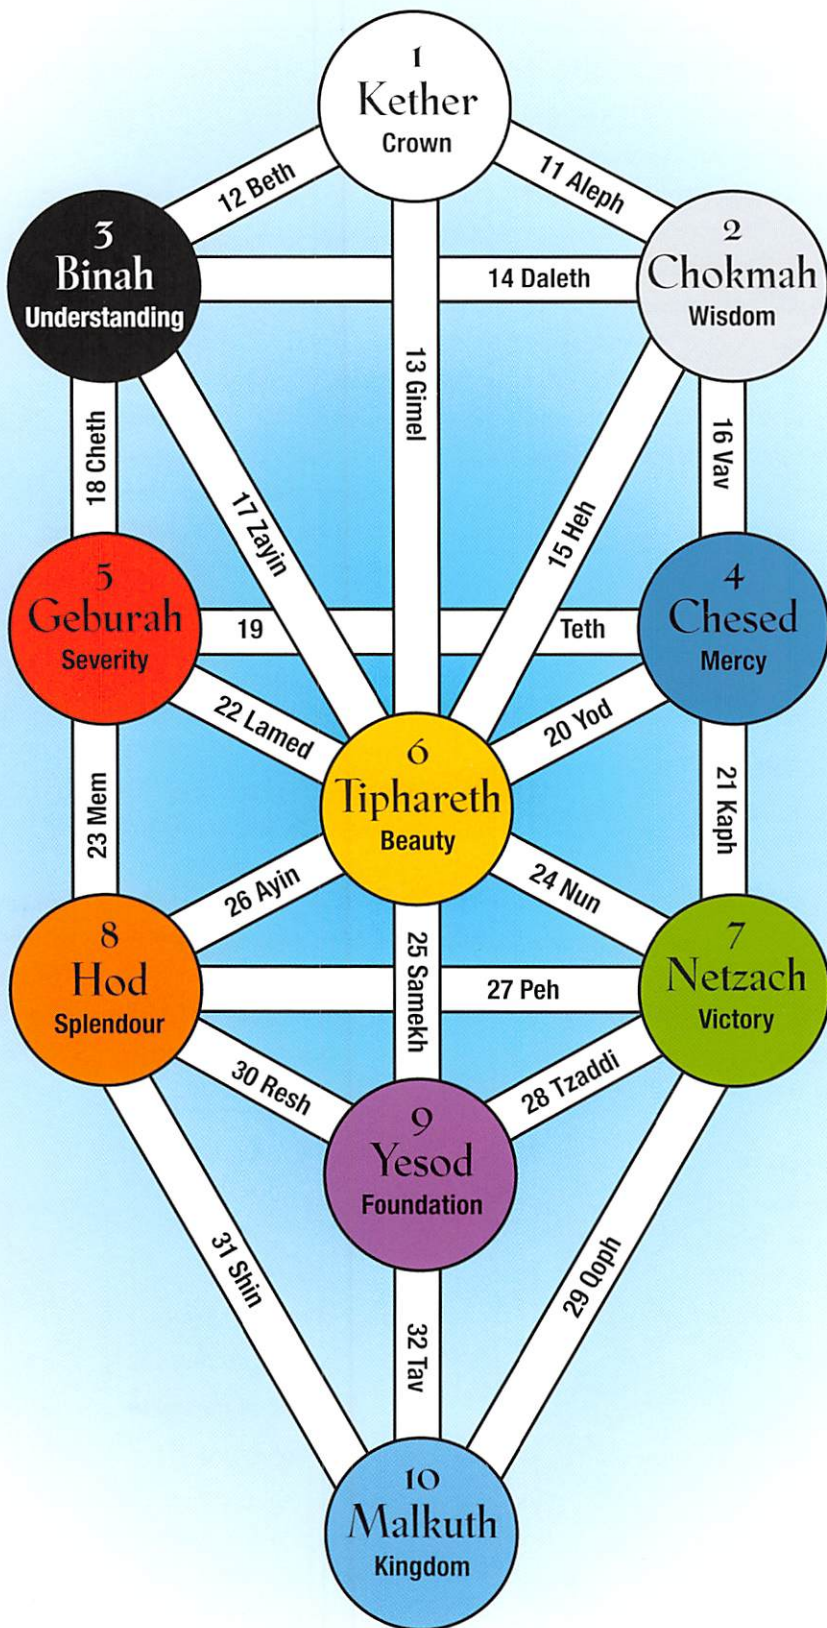 1
Kether
Crown
12 Beth
11 Aleph
3
Binah
Understanding
2
Chokmah
Wisdom
14 Daleth
13 Gimel
18 Cheth
16 Vav
17 Zayin
15 Heh
5
Geburah
Severity
4
Chesed
Mercy
19
Teth
22 Lamed
20 Yod
6
Tiphareth
Beauty
23 Mem
21 Kaph
26 Ayin
24 Nun
8
Hod
Splendour
7
Netzach
Victory
25 Samekh
27 Peh
30 Resh
28 Tzaddi
9
Yesod
Foundation
31 Shin
29 Qoph
32 Tav
10
Malkuth
Kingdom